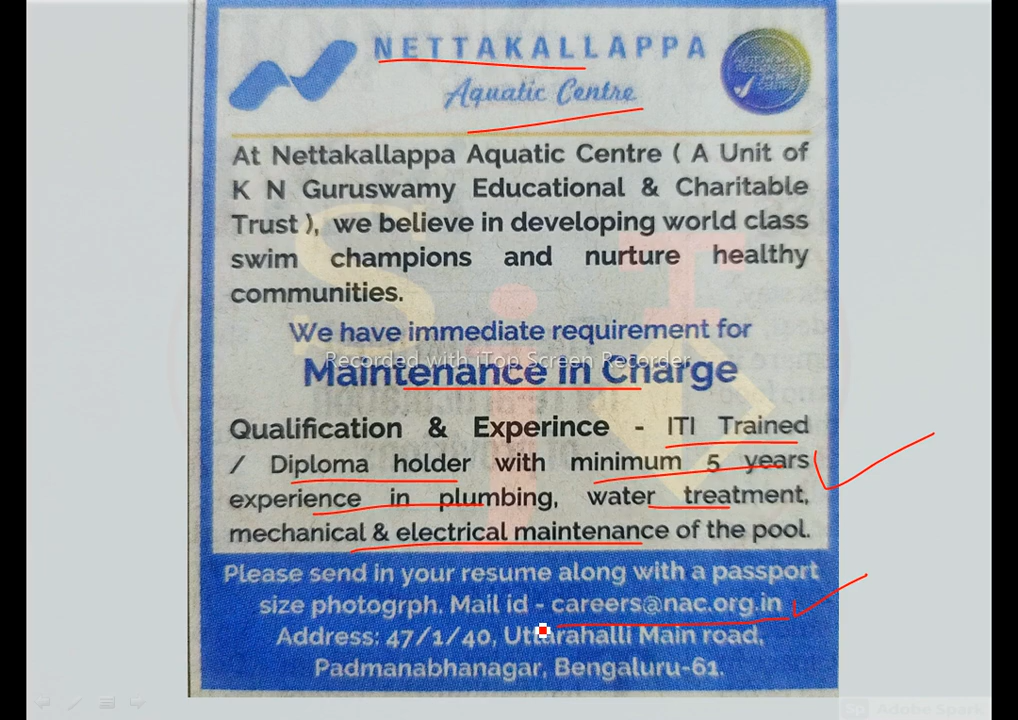 NETTAKALLAPPA
Aquatic Centre
At Nettakallappa Aquatic Centre ( A Unit of
K N Guruswamy Educational & Charitable
Trust ), we believe in developing world class
swim champions and nurture healthy
communities.
We have immediate requirement for
Recorded with iTop Screen Recorder
Maintenance in Charge
Qualification & Experince - ITI Trained
/ Diploma holder with minimum 5 years
experience in plumbing, water treatment,
mechanical & electrical maintenance of the pool.
Please send in your resume along with a passport
size photogrph. Mail id - careers@nac.org.in
Address: 47/1/40, Uttarahalli Main road,
Padmanabhanagar, Bengaluru-61.
Sp Adobe Spark